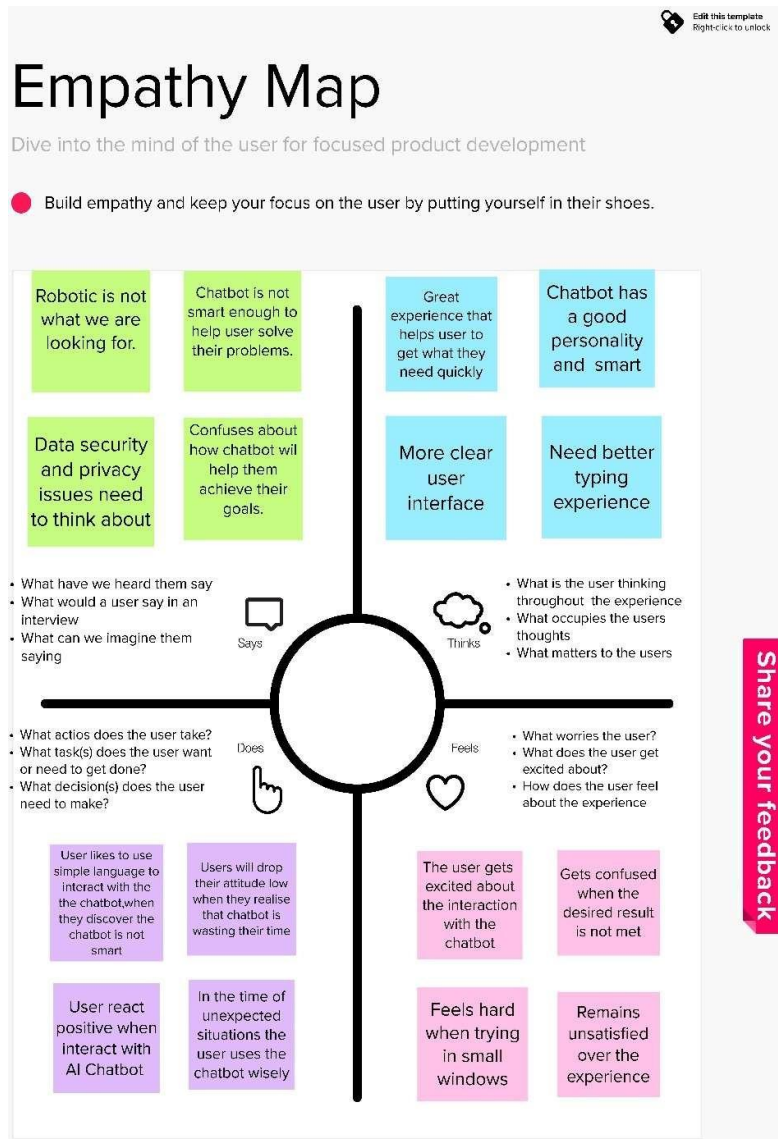 Edit this template
Right-click to unlock
Empathy Map
Dive into the mind of the user for focused product development
Build empathy and keep your focus on the user by putting yourself in their shoes.
Robotic is not
what we are
looking for.
Chatbot is not
smart enough to
help user solve
their problems.
Great
experience that
helps user to
get what they
need quickly
Chatbot has
a good
personality
and smart
Data security
and privacy
issues need
to think about
Confuses about
how chatbot wil
help them
achieve their
goals.
More clear
user
interface
Need better
typing
experience
• What have we heard them say
• What would a user say in an
interview
• What can we imagine them
saying
Says
Thinks
• What is the user thinking
throughout the experience
• What occupies the users
thoughts
• What matters to the users
• What actios does the user take?
• What task(s) does the user want
or need to get done?
• What decision(s) does the user
need to make?
Does
Feels
• What worries the user?
• What does the user get
excited about?
• How does the user feel
about the experience
User likes to use
simple language to
interact with the
the chatbot,when
they discover the
chatbot is not
smart
Users will drop
their attitude low
when they realise
that chatbot is
wasting their time
The user gets
excited about
the interaction
with the
chatbot
Gets confused
when the
desired result
is not met
User react
positive when
interact with
AI Chatbot
In the time of
unexpected
situations the
user uses the
chatbot wisely
Feels hard
when trying
in small
windows
Remains
unsatisfied
over the
experience
Share your feedback